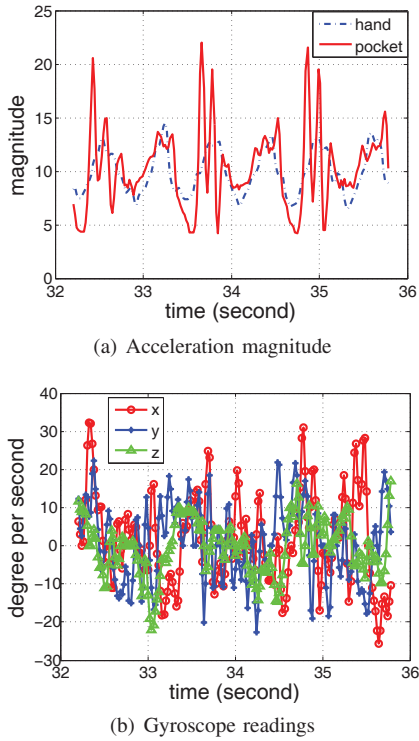 25
20
15
10
5
0
magnitude
hand
pocket
32 33 34 35 36
time (second)
(a) Acceleration magnitude
40
30
20
10
0
-10
-20
-30
degree per second
x
y
z
32 33 34 35 36
time (second)
(b) Gyroscope readings